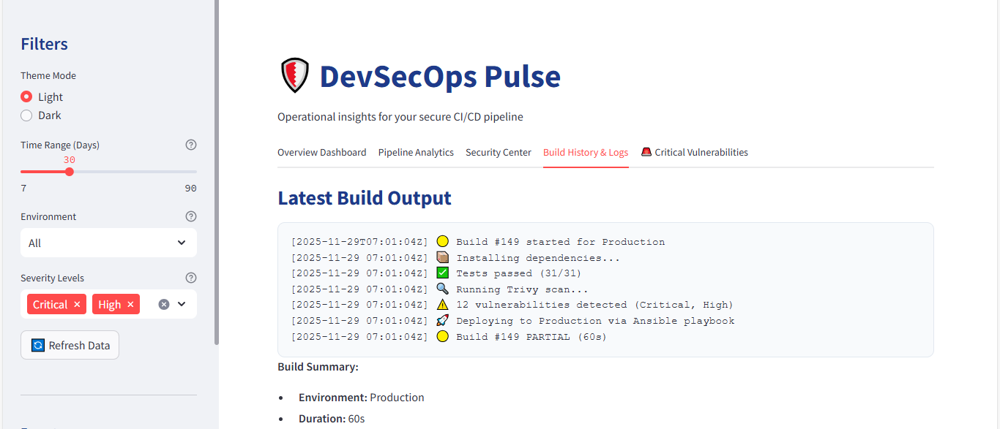 Filters
Theme Mode
Light
Dark
Time Range (Days)
30
7 90
Environment
All
Severity Levels
Critical × High ×
Refresh Data
DevSecOps Pulse
Operational insights for your secure CI/CD pipeline
Overview Dashboard Pipeline Analytics Security Center Build History & Logs 🚨 Critical Vulnerabilities
Latest Build Output
[2025-11-29T07:01:04Z] 🟡 Build #149 started for Production
[2025-11-29 07:01:04Z] 📦 Installing dependencies...
[2025-11-29 07:01:04Z] ✅ Tests passed (31/31)
[2025-11-29 07:01:04Z] 🔍 Running Trivy scan...
[2025-11-29 07:01:04Z] ⚠️ 12 vulnerabilities detected (Critical, High)
[2025-11-29 07:01:04Z] 🚀 Deploying to Production via Ansible playbook
[2025-11-29 07:01:04Z] 🟡 Build #149 PARTIAL (60s)
Build Summary:
• Environment: Production
• Duration: 60s